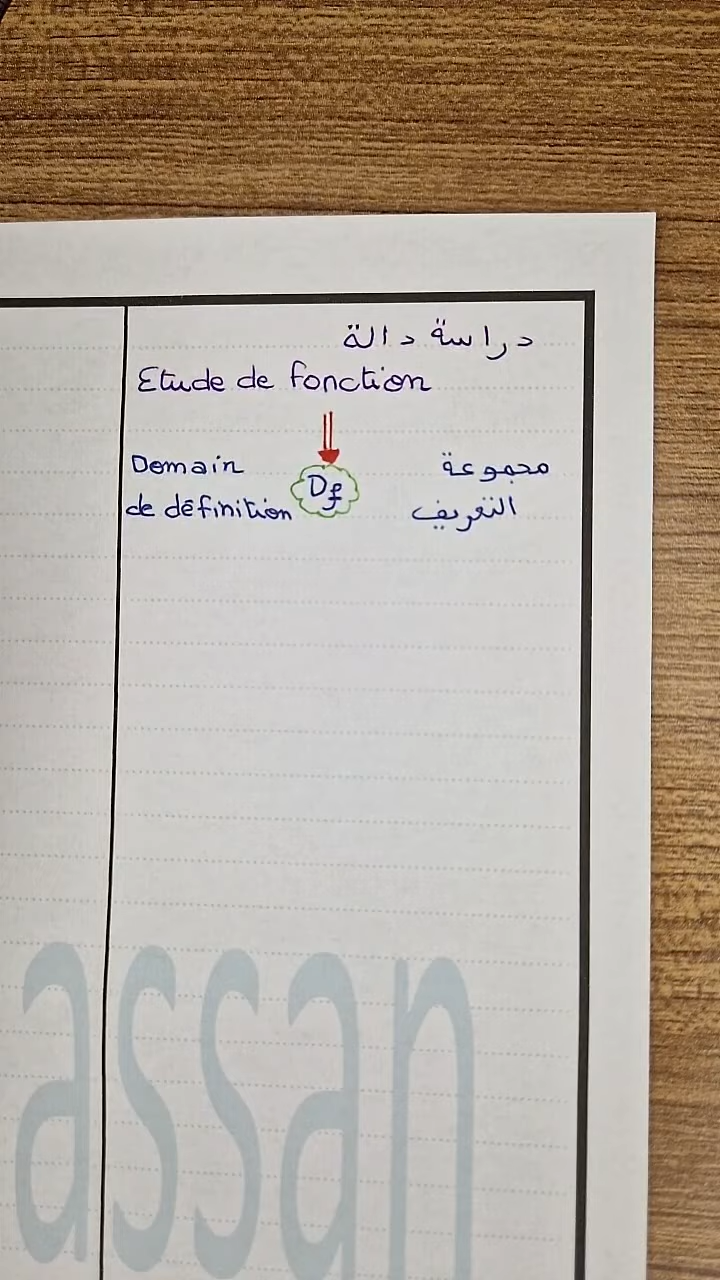 دراسة دالة
Etude de fonction
Domain
de définition
Df
مجموعة
التعريف
assan